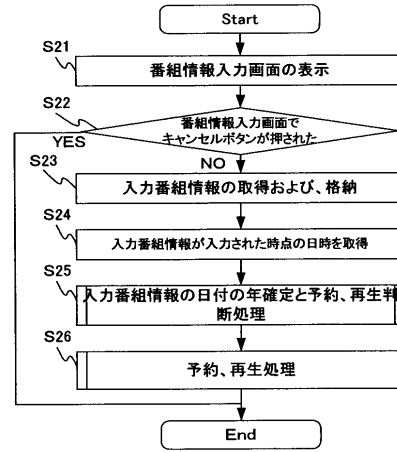 Start
S21
番組情報入力画面の表示
S22
番組情報入力画面で
キャンセルボタンが押された
YES
NO
S23
入力番組情報の取得および、格納
S24
入力番組情報が入力された時点の日時を取得
S25
入力番組情報の日付の年確定と予約、再生判
断処理
S26
予約、再生処理
End